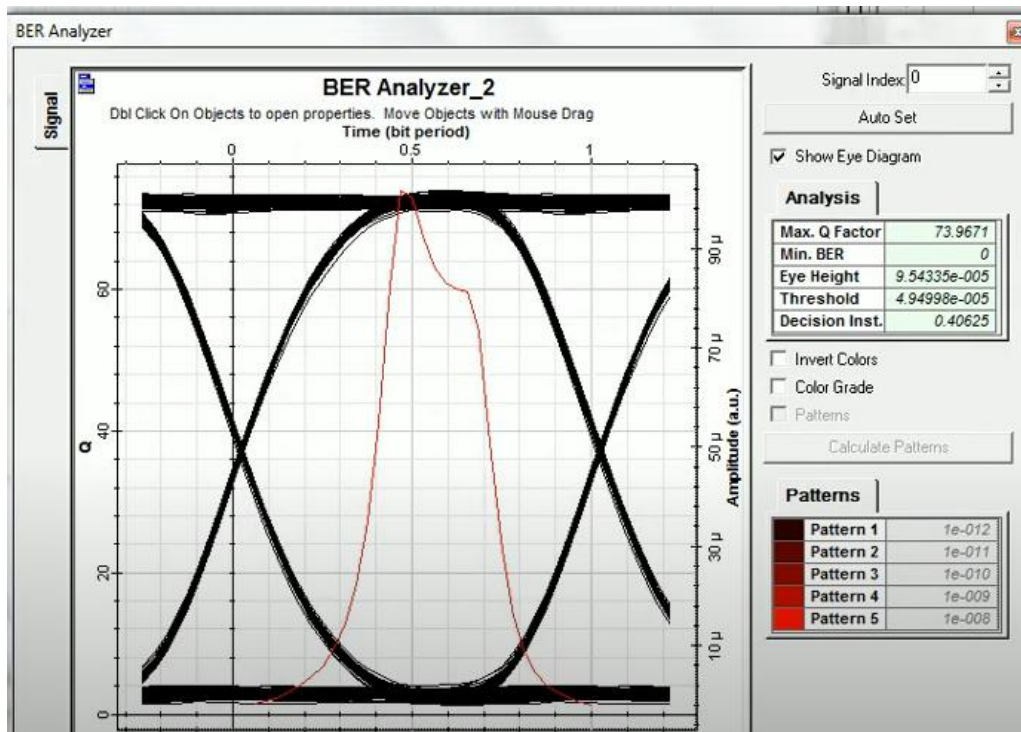 BER Analyzer
Signal
BER Analyzer_2
Dbl Click On Objects to open properties. Move Objects with Mouse Drag
Time (bit period)
0 0.5 1
Q
60
40
20
0
Amplitude (a.u.)
90 µ
70 µ
50 µ
30 µ
10 µ
Signal Index: 0
Auto Set
Show Eye Diagram
Analysis
Max. Q Factor 73.9671
Min. BER 0
Eye Height 9.54335e-005
Threshold 4.94998e-005
Decision Inst. 0.40625
Invert Colors
Color Grade
Patterns
Calculate Patterns
Patterns
Pattern 1 1e-012
Pattern 2 1e-011
Pattern 3 1e-010
Pattern 4 1e-009
Pattern 5 1e-008